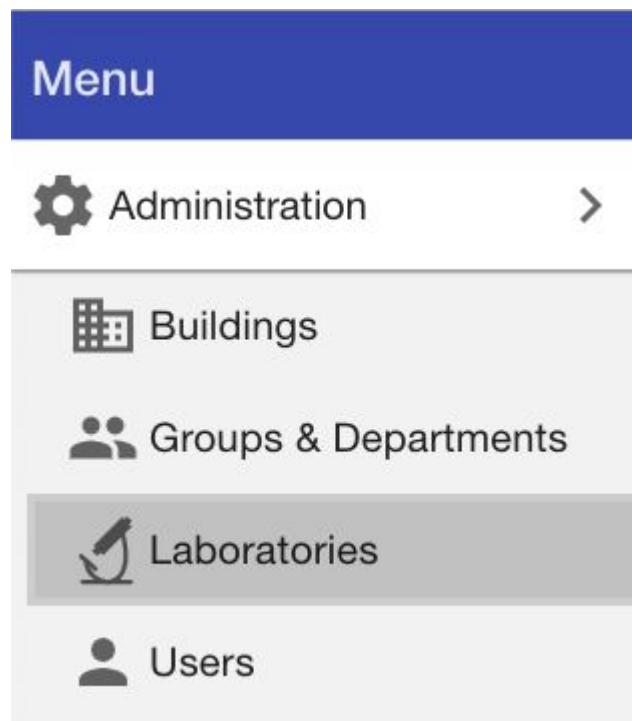 Menu
Administration
Buildings
Groups & Departments
Laboratories
Users